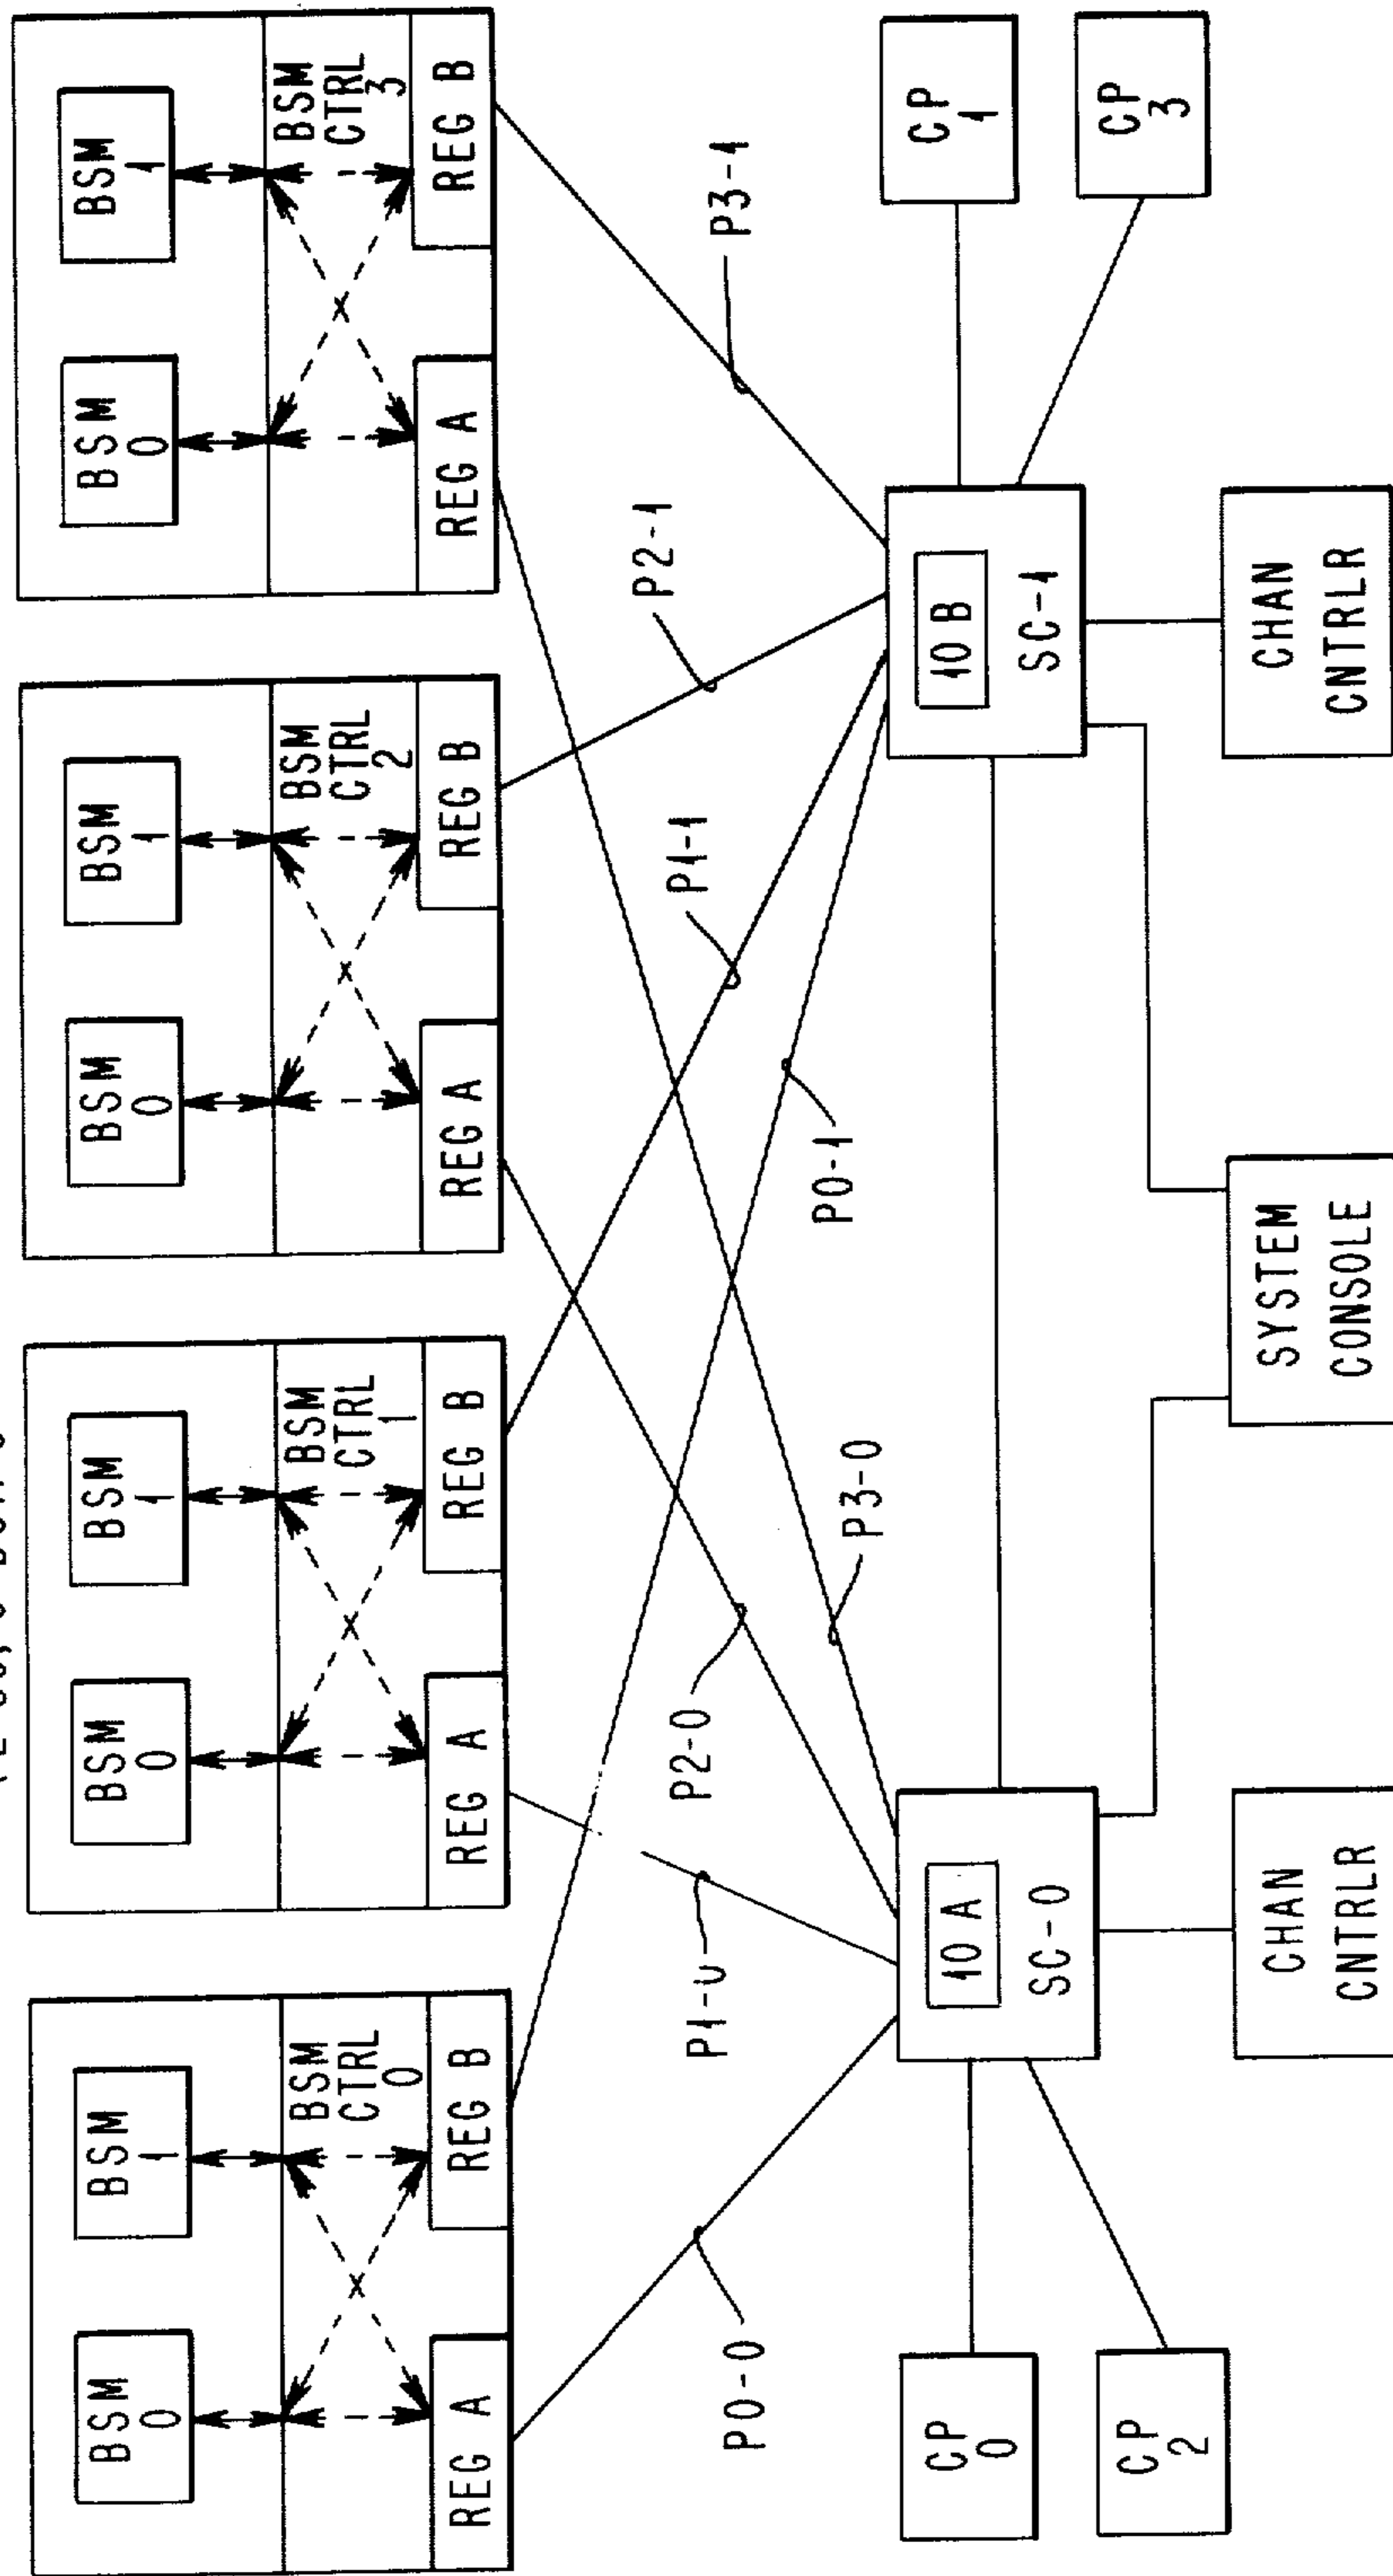 BSM
0
BSM
1
BSM
CTRL
0
REG A
REG B
BSM
0
BSM
1
BSM
CTRL
1
REG A
REG B
BSM
0
BSM
1
BSM
CTRL
2
REG A
REG B
BSM
0
BSM
1
BSM
CTRL
3
REG A
REG B
P0-0
P1-0
P2-0
P3-0
P0-1
P1-1
P2-1
P3-1
CP
0
CP
2
10 A
SC-0
10 B
SC-1
CP
1
CP
3
CHAN
CNTRLR
SYSTEM
CONSOLE
CHAN
CNTRLR